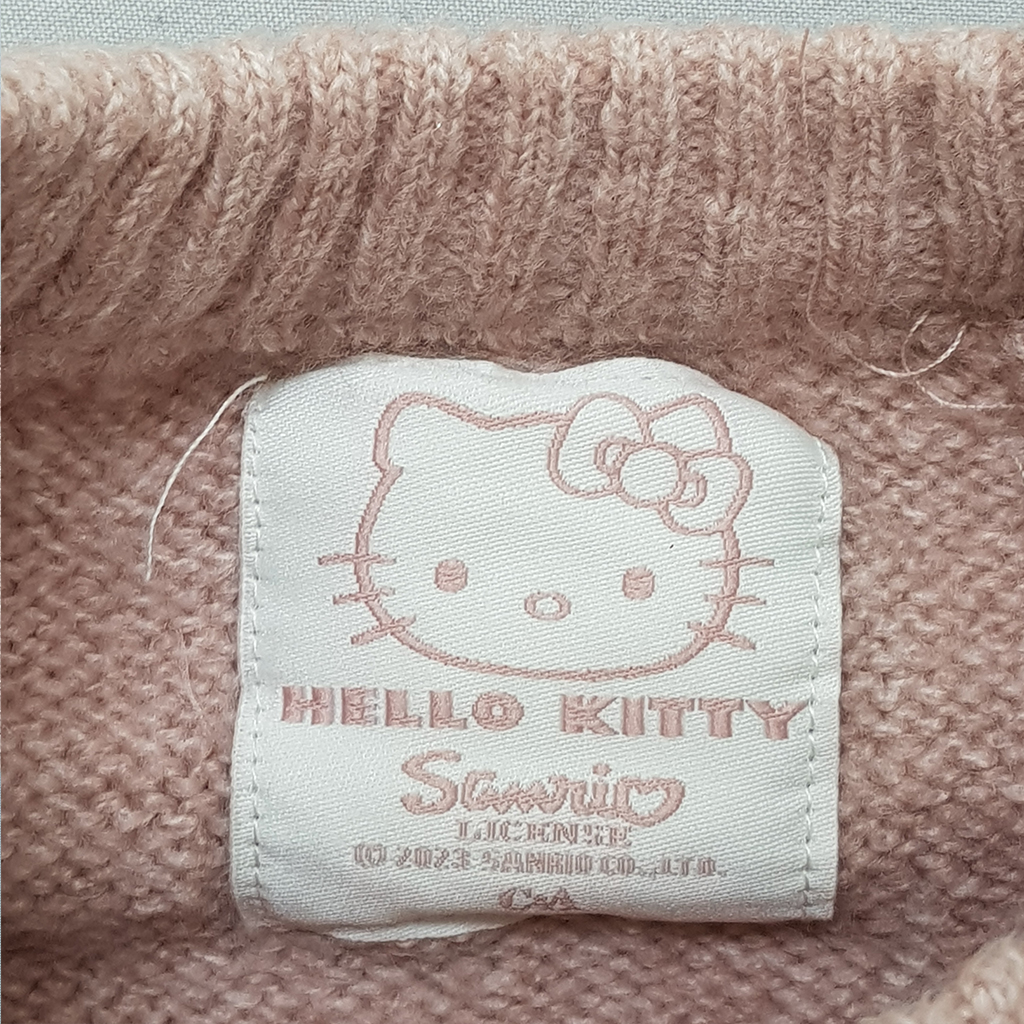 HELLO KITTY
Sanrio
LICENSE
© 2023 SANRIO CO., LTD.
C&A